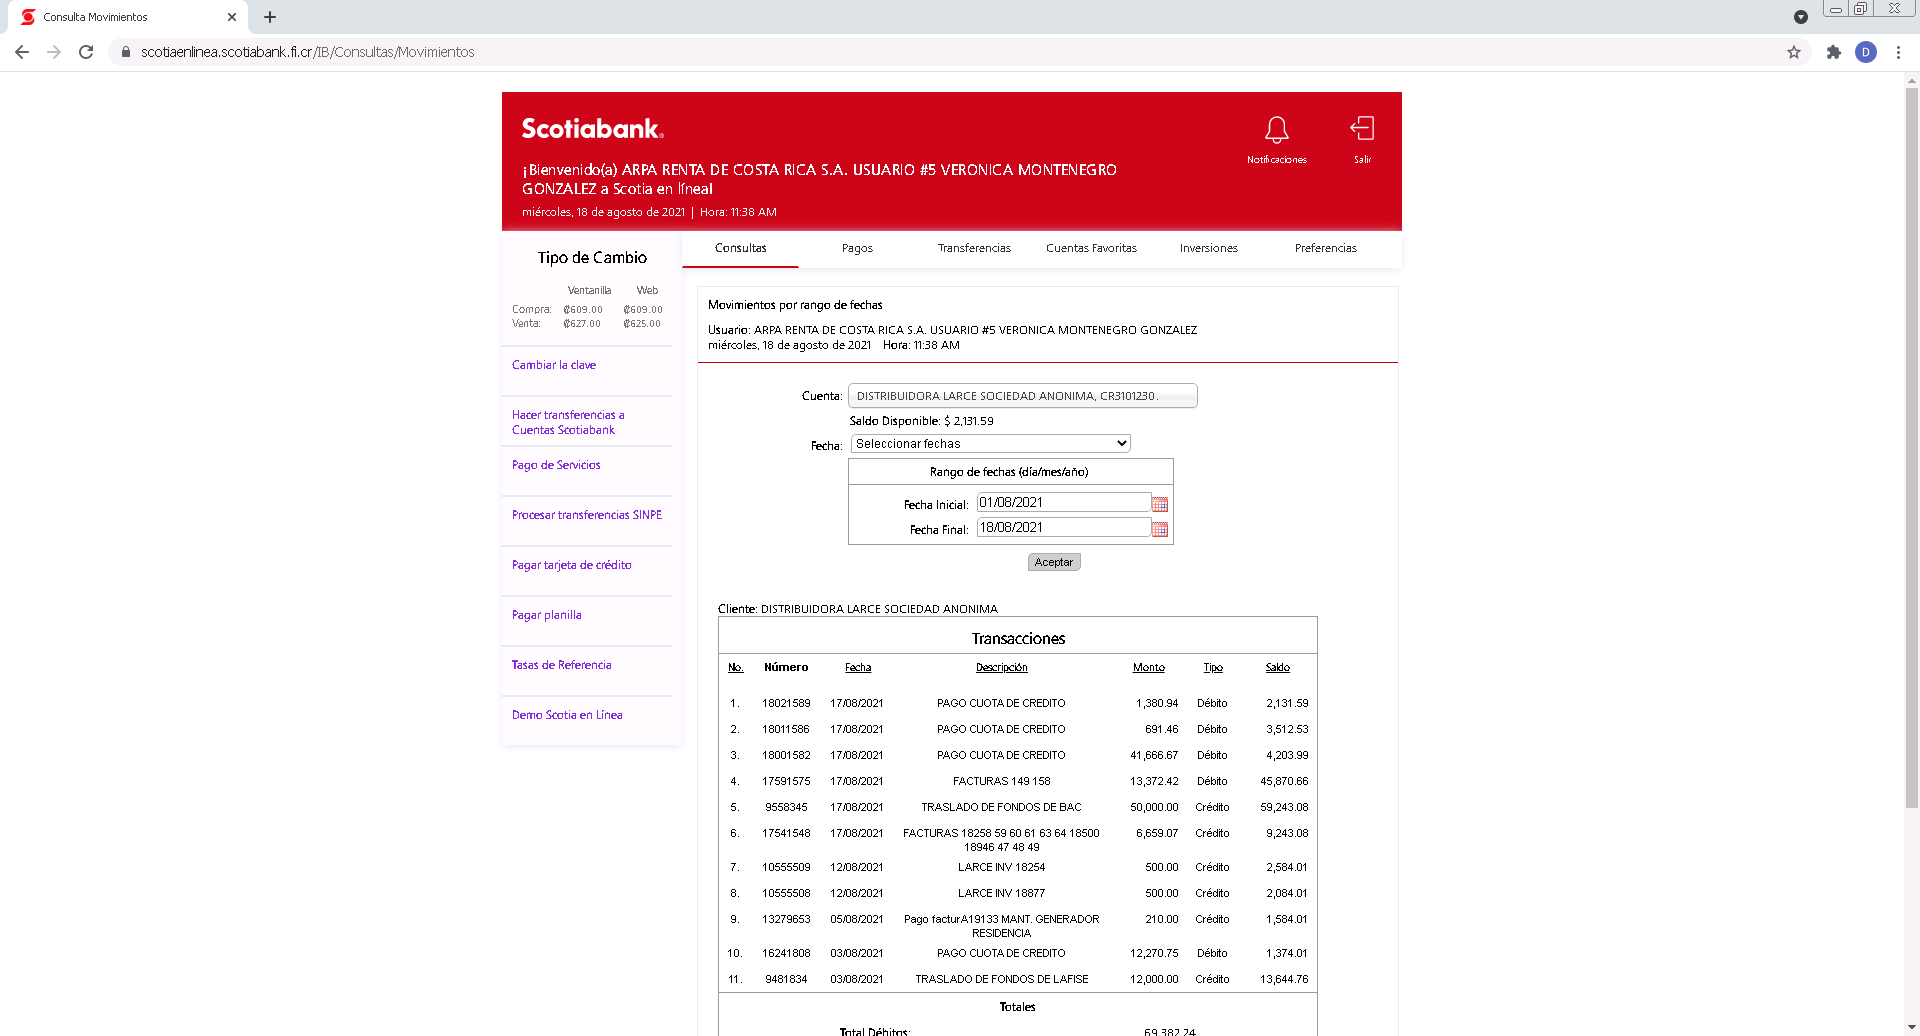 Consulta Movimientos
scotiaenlinea.scotiabank.fi.cr/IB/Consultas/Movimientos
D
Scotiabank
Notificaciones
Salir
¡Bienvenido(a) ARPA RENTA DE COSTA RICA S.A. USUARIO #5 VERONICA MONTENEGRO
GONZALEZ a Scotia en línea!
miércoles, 18 de agosto de 2021 | Hora: 11:38 AM
Tipo de Cambio
Ventanilla Web
Compra: ₡609.00 ₡609.00
Venta: ₡627.00 ₡625.00
Cambiar la clave
Hacer transferencias a
Cuentas Scotiabank
Pago de Servicios
Procesar transferencias SINPE
Pagar tarjeta de crédito
Pagar planilla
Tasas de Referencia
Demo Scotia en Línea
Consultas Pagos Transferencias Cuentas Favoritas Inversiones Preferencias
Movimientos por rango de fechas
Usuario: ARPA RENTA DE COSTA RICA S.A. USUARIO #5 VERONICA MONTENEGRO GONZALEZ
miércoles, 18 de agosto de 2021 Hora: 11:38 AM
Cuenta: DISTRIBUIDORA LARCE SOCIEDAD ANONIMA, CR3101230.
Saldo Disponible: $ 2,131.59
Fecha: Seleccionar fechas
Rango de fechas (día/mes/año)
Fecha Inicial: 01/08/2021
Fecha Final: 18/08/2021
Aceptar
Cliente: DISTRIBUIDORA LARCE SOCIEDAD ANONIMA
Transacciones
No. Número Fecha Descripción Monto Tipo Saldo
1. 18021589 17/08/2021 PAGO CUOTA DE CREDITO 1,380.94 Débito 2,131.59
2. 18011586 17/08/2021 PAGO CUOTA DE CREDITO 691.46 Débito 3,512.53
3. 18001582 17/08/2021 PAGO CUOTA DE CREDITO 41,666.67 Débito 4,203.99
4. 17591575 17/08/2021 FACTURAS 149 158 13,372.42 Débito 45,870.66
5. 9558345 17/08/2021 TRASLADO DE FONDOS DE BAC 50,000.00 Crédito 59,243.08
6. 17541548 17/08/2021 FACTURAS 18258 59 60 61 63 64 18500 6,659.07 Crédito 9,243.08
18946 47 48 49
7. 10555509 12/08/2021 LARCE INV 18254 500.00 Crédito 2,584.01
8. 10555508 12/08/2021 LARCE INV 18877 500.00 Crédito 2,084.01
9. 13279653 05/08/2021 Pago facturA19133 MANT. GENERADOR 210.00 Crédito 1,584.01
RESIDENCIA
10. 16241808 03/08/2021 PAGO CUOTA DE CREDITO 12,270.75 Débito 1,374.01
11. 9481834 03/08/2021 TRASLADO DE FONDOS DE LAFISE 12,000.00 Crédito 13,644.76
Totales
Total Débitos: 69,382.24